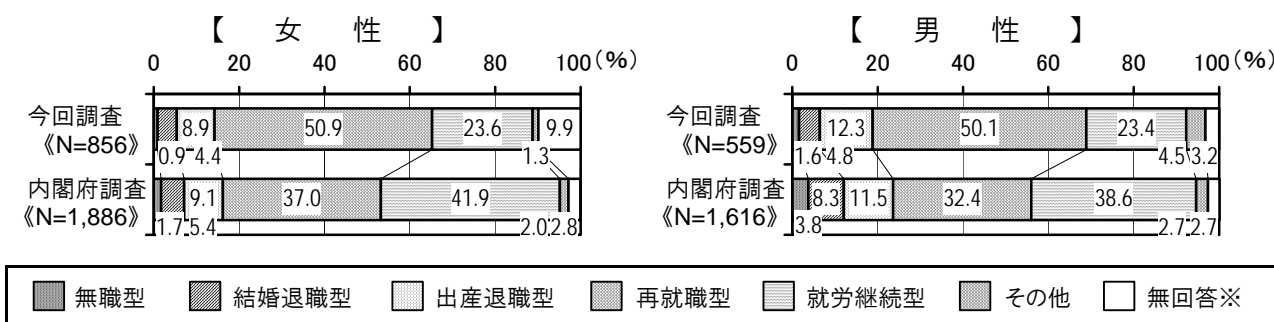 【 女 性 】 【 男 性 】
0 20 40 60 80 100(%) 0 20 40 60 80 100(%)
今回調査 8.9 50.9 23.6 9.9 今回調査 12.3 50.1 23.4
《N=856》 0.9 4.4 1.3 《N=559》 1.6 4.8 4.5 3.2
内閣府調査 9.1 37.0 41.9 内閣府調査 8.3 11.5 32.4 38.6
《N=1,886》 1.7 5.4 2.0 2.8 《N=1,616》 3.8 2.7 2.7
無職型 結婚退職型 出産退職型 再就職型 就労継続型 その他 無回答※